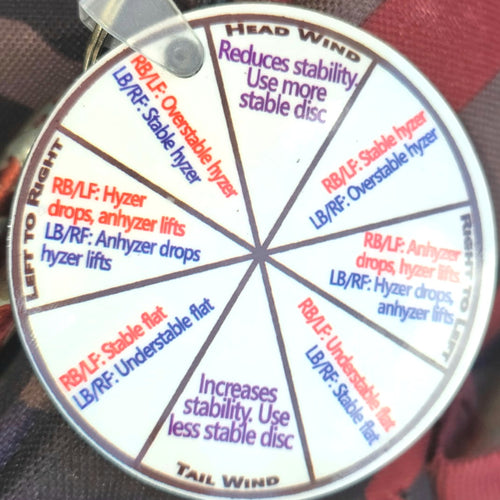 HEAD WIND
Reduces stability.
Use more
stable disc
RB/LF: Stable hyzer
LB/RF: Overstable hyzer
RIGHT TO LEFT
RB/LF: Anhyzer
drops, hyzer lifts
LB/RF: Hyzer drops,
anhyzer lifts
RB/LF: Understable flat
LB/RF: Stable flat
TAIL WIND
Increases
stability. Use
less stable disc
RB/LF: Stable flat
LB/RF: Understable flat
LEFT TO RIGHT
RB/LF: Hyzer
drops, anhyzer lifts
LB/RF: Anhyzer drops
hyzer lifts
RB/LF: Overstable hyzer
LB/RF: Stable hyzer